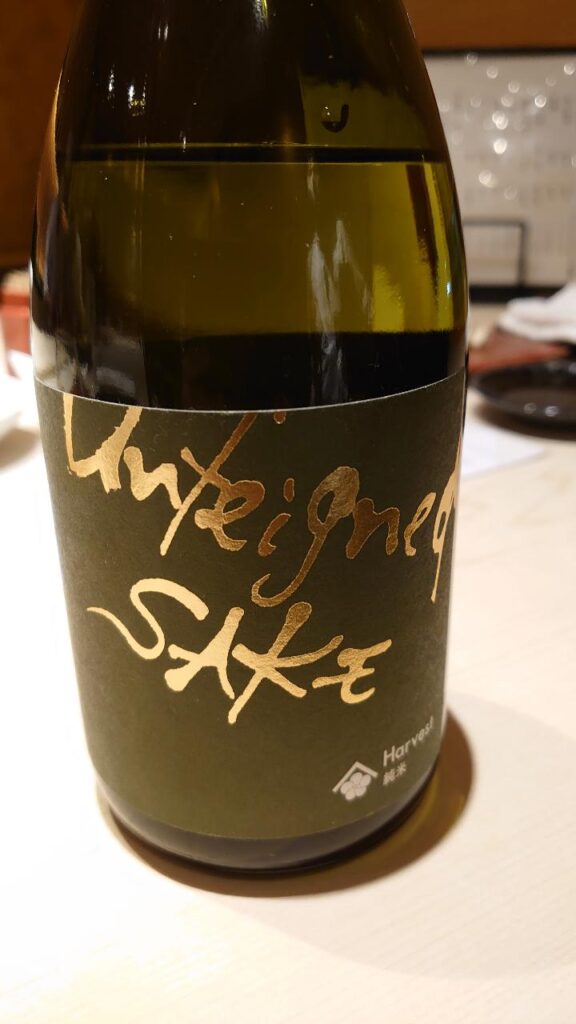 Unfeigned
SAKE
Harvest
純米